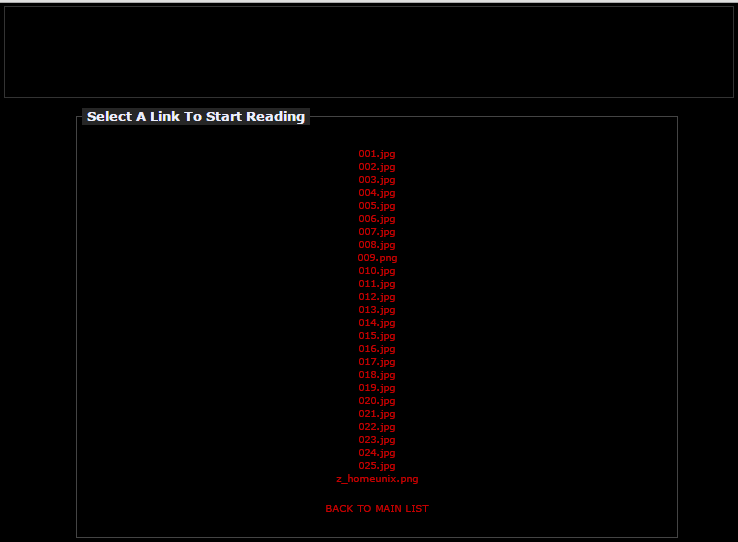 Select A Link To Start Reading
001.jpg
002.jpg
003.jpg
004.jpg
005.jpg
006.jpg
007.jpg
008.jpg
009.png
010.jpg
011.jpg
012.jpg
013.jpg
014.jpg
015.jpg
016.jpg
017.jpg
018.jpg
019.jpg
020.jpg
021.jpg
022.jpg
023.jpg
024.jpg
025.jpg
z_homeunix.png
BACK TO MAIN LIST